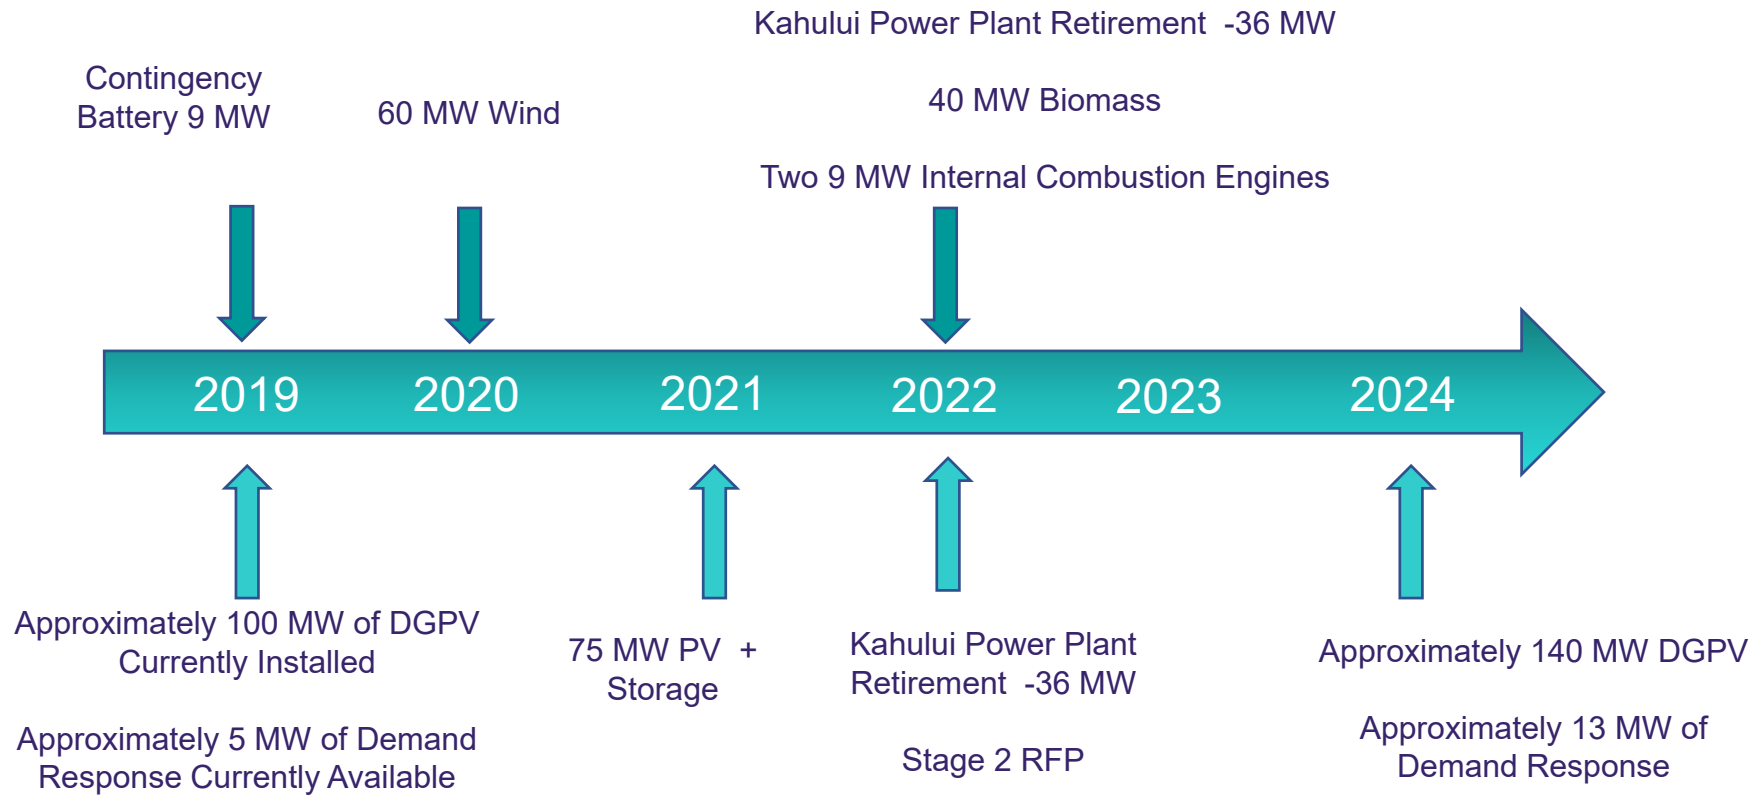 Kahului Power Plant Retirement -36 MW
Contingency
Battery 9 MW
60 MW Wind
40 MW Biomass
Two 9 MW Internal Combustion Engines
2019
2020
2021
2022
2023
2024
Approximately 100 MW of DGPV
Currently Installed
Approximately 5 MW of Demand
Response Currently Available
75 MW PV +
Storage
Kahului Power Plant
Retirement -36 MW
Stage 2 RFP
Approximately 140 MW DGPV
Approximately 13 MW of
Demand Response